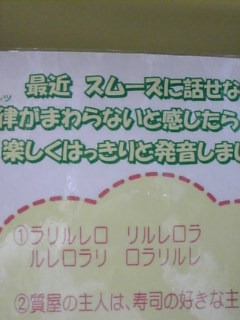 最近 スムーズに話せな
律がまわらないと感じたら
楽しくはっきりと発音しまし
①ラリルレロ リルレロラ
ルレロラリ ロラリルレ
②質屋の主人は、寿司の好きな主